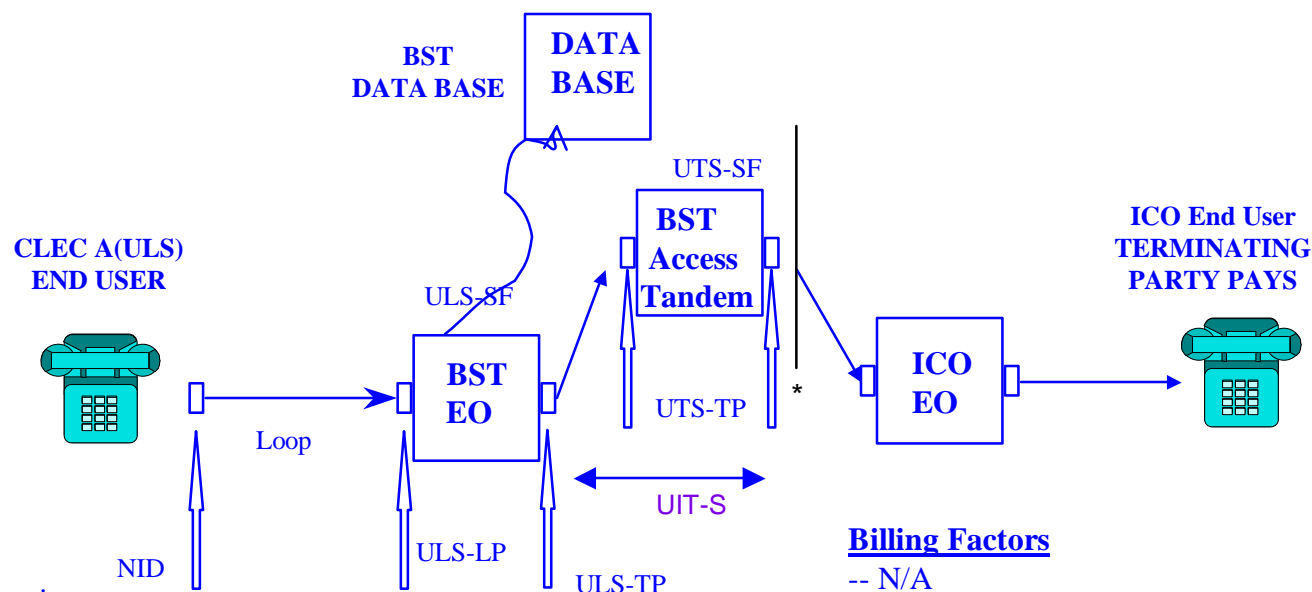 BST
DATA BASE
DATA
BASE
UTS-SF
BST
Access
Tandem
CLEC A(ULS)
END USER
ICO End User
TERMINATING
PARTY PAYS
ULS-SF
BST
EO
ICO
EO
*
UTS-TP
Loop
UIT-S
NID
ULS-LP
ULS-TP
Billing Factors
-- N/A